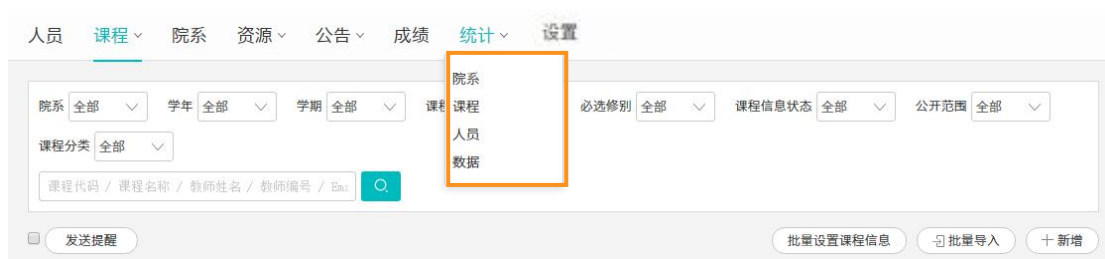 人员 课程 院系 资源 公告 成绩 统计 设置
院系
课程
人员
数据
院系 全部 学年 全部 学期 全部 必选修别 全部 课程信息状态 全部 公开范围 全部
课程分类 全部
课程代码 / 课程名称 / 教师姓名 / 教师编号 / Ema
发送提醒 批量设置课程信息 批量导入 新增